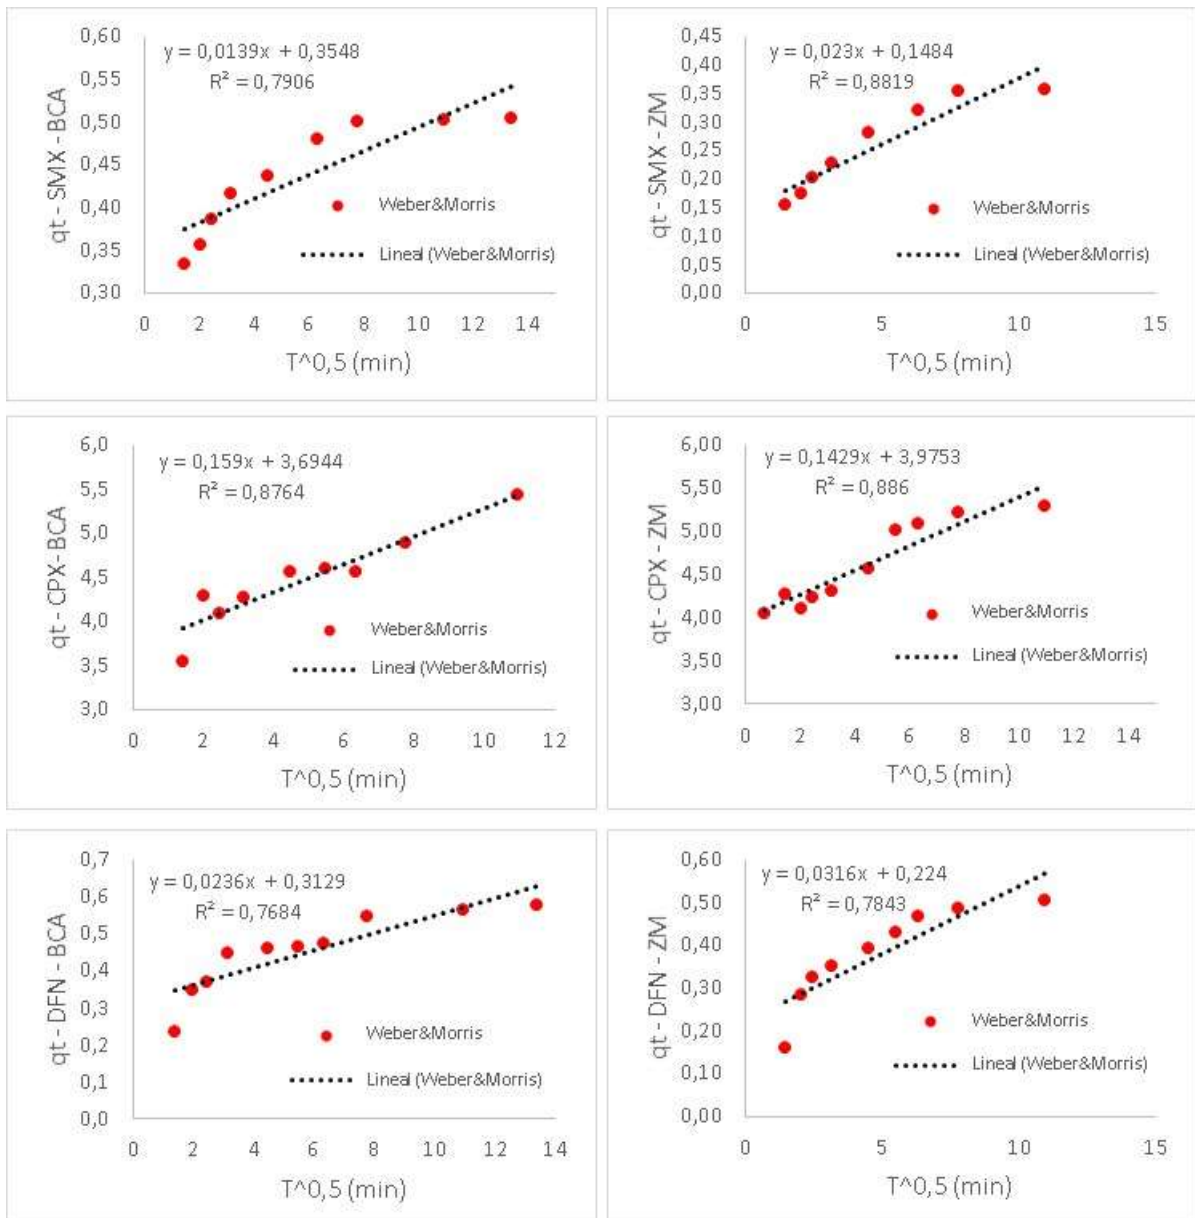 qt - SMX - BCA
0,60
0,55
0,50
0,45
0,40
0,35
0,30
y = 0,0139x + 0,3548
R² = 0,7906
Weber&Morris
Lineal (Weber&Morris)
0 2 4 6 8 10 12 14
T^0,5 (min)
qt - SMX - ZM
0,45
0,40
0,35
0,30
0,25
0,20
0,15
0,10
0,05
0,00
y = 0,023x + 0,1484
R² = 0,8819
Weber&Morris
Lineal (Weber&Morris)
0 5 10 15
T^0,5 (min)
qt - CPX - BCA
6,0
5,5
5,0
4,5
4,0
3,5
3,0
y = 0,159x + 3,6944
R² = 0,8764
Weber&Morris
Lineal (Weber&Morris)
0 2 4 6 8 10 12
T^0,5 (min)
qt - CPX - ZM
6,00
5,50
5,00
4,50
4,00
3,50
3,00
y = 0,1429x + 3,9753
R² = 0,886
Weber&Morris
Lineal (Weber&Morris)
0 2 4 6 8 10 12 14
T^0,5 (min)
qt - DFN - BCA
0,7
0,6
0,5
0,4
0,3
0,2
0,1
0,0
y = 0,0236x + 0,3129
R² = 0,7684
Weber&Morris
Lineal (Weber&Morris)
0 2 4 6 8 10 12 14
T^0,5 (min)
qt - DFN - ZM
0,60
0,50
0,40
0,30
0,20
0,10
0,00
y = 0,0316x + 0,224
R² = 0,7843
Weber&Morris
Lineal (Weber&Morris)
0 5 10 15
T^0,5 (min)